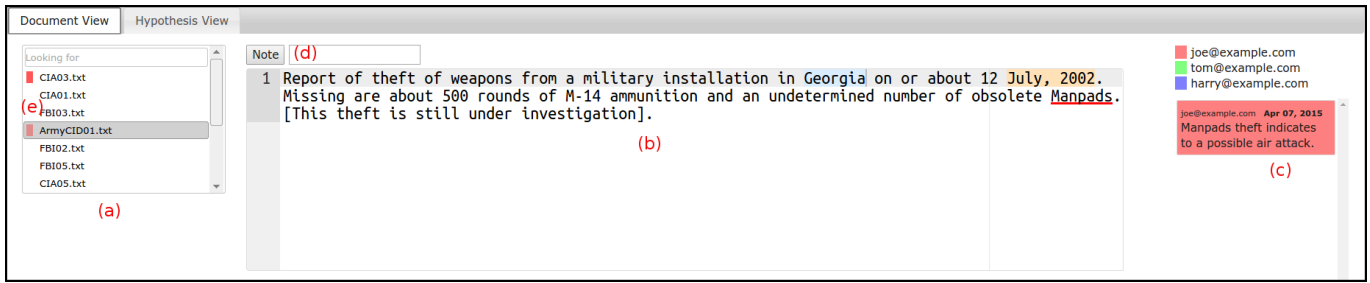 Document View Hypothesis View
Looking for
CIA03.txt
CIA01.txt
(e)
FBI03.txt
ArmyCID01.txt
FBI02.txt
FBI05.txt
CIA05.txt
(a)
Note (d)
1 Report of theft of weapons from a military installation in Georgia on or about 12 July, 2002.
Missing are about 500 rounds of M-14 ammunition and an undetermined number of obsolete Manpads.
[This theft is still under investigation].
(b)
joe@example.com
tom@example.com
harry@example.com
joe@example.com Apr 07, 2015
Manpads theft indicates
to a possible air attack.
(c)